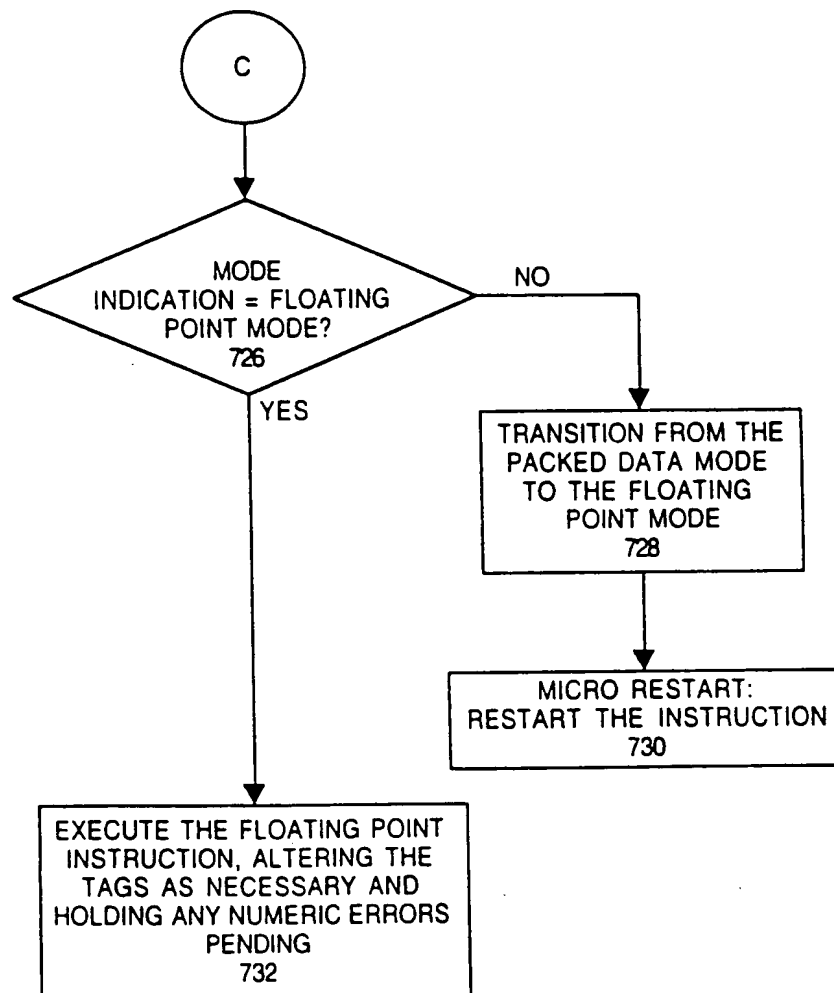 C
MODE
INDICATION = FLOATING
POINT MODE?
726
NO
YES
TRANSITION FROM THE
PACKED DATA MODE
TO THE FLOATING
POINT MODE
728
MICRO RESTART:
RESTART THE INSTRUCTION
730
EXECUTE THE FLOATING POINT
INSTRUCTION, ALTERING THE
TAGS AS NECESSARY AND
HOLDING ANY NUMERIC ERRORS
PENDING
732